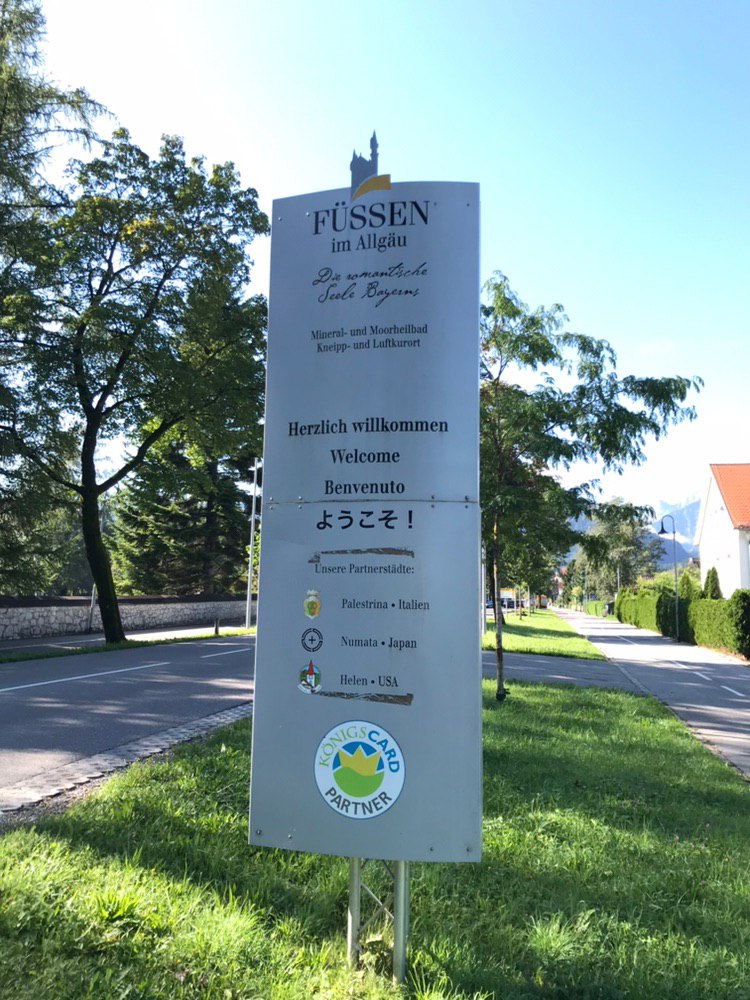 FÜSSEN
im Allgäu
Die romantische
Seele Bayerns
Mineral- und Moorheilbad
Kneipp- und Luftkurort
Herzlich willkommen
Welcome
Benvenuto
ようこそ！
Unsere Partnerstädte:
Palestrina • Italien
Numata • Japan
Helen • USA
KÖNIGSCARD
PARTNER